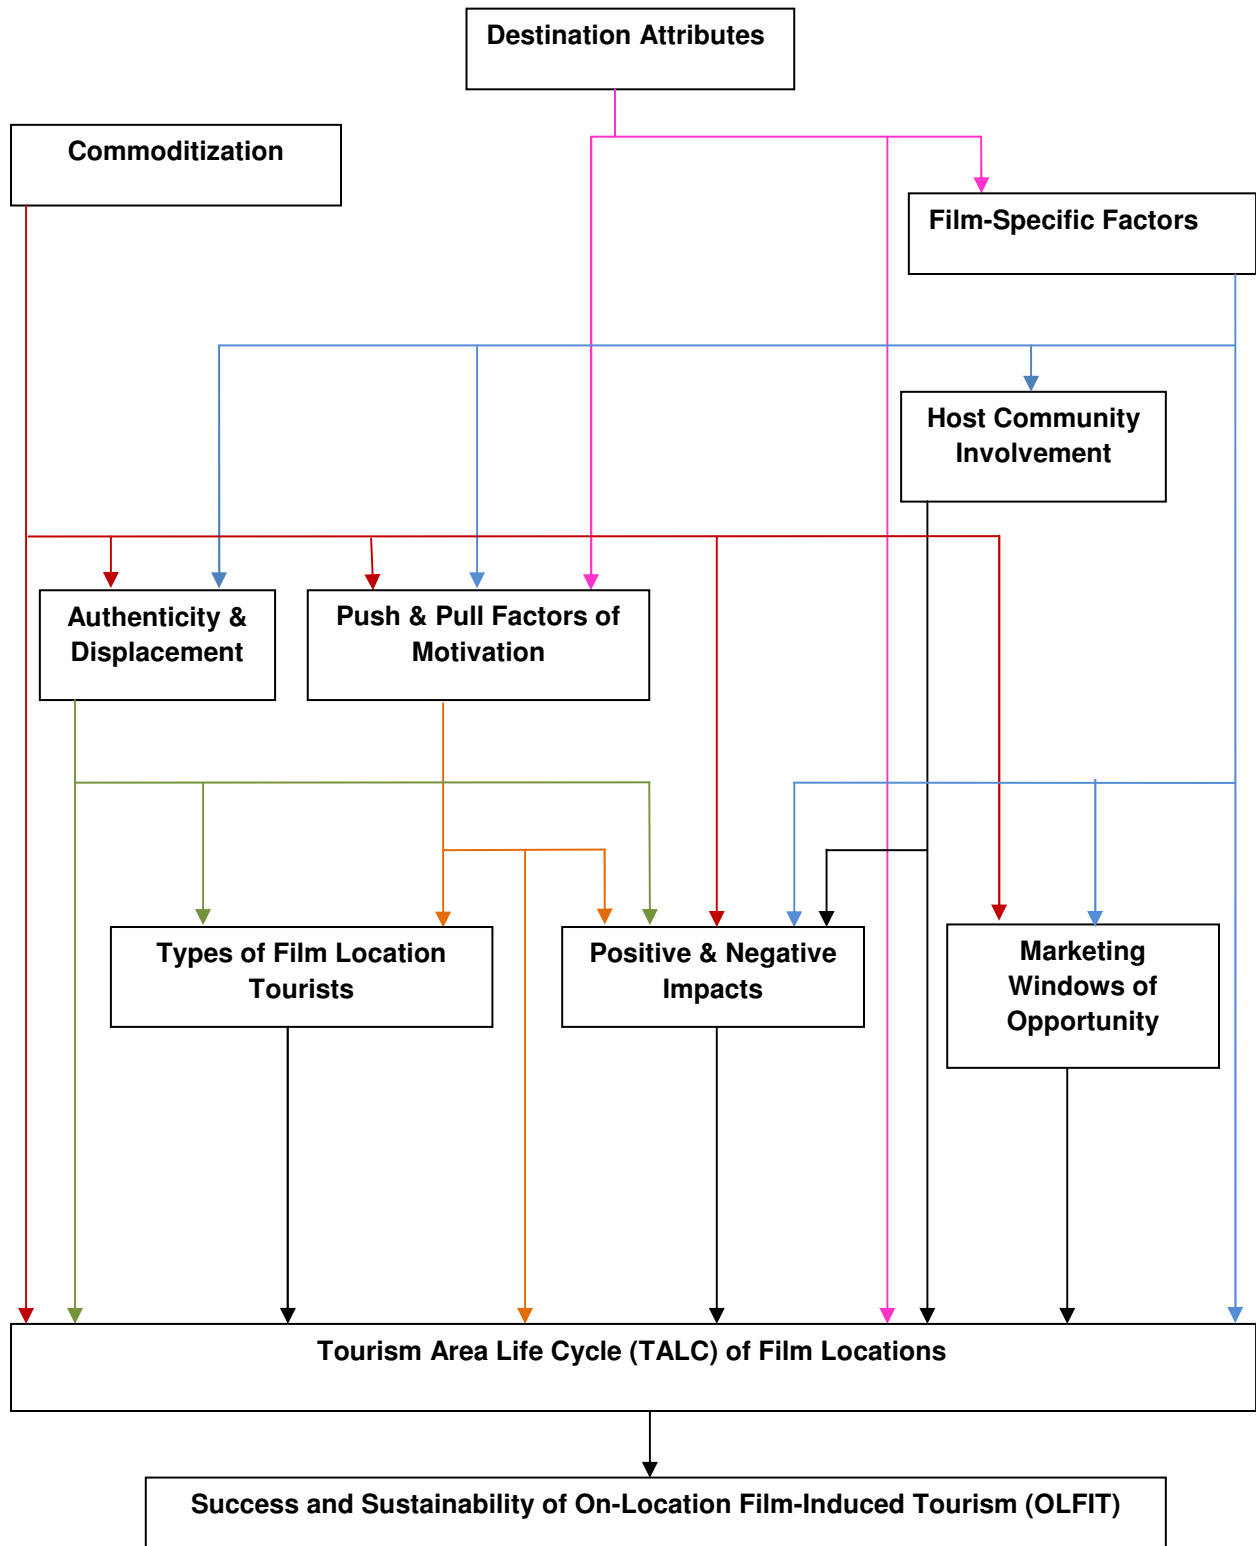 Destination Attributes
Commoditization
Film-Specific Factors
Host Community
Involvement
Authenticity &
Displacement
Push & Pull Factors of
Motivation
Types of Film Location
Tourists
Positive & Negative
Impacts
Marketing
Windows of
Opportunity
Tourism Area Life Cycle (TALC) of Film Locations
Success and Sustainability of On-Location Film-Induced Tourism (OLFIT)